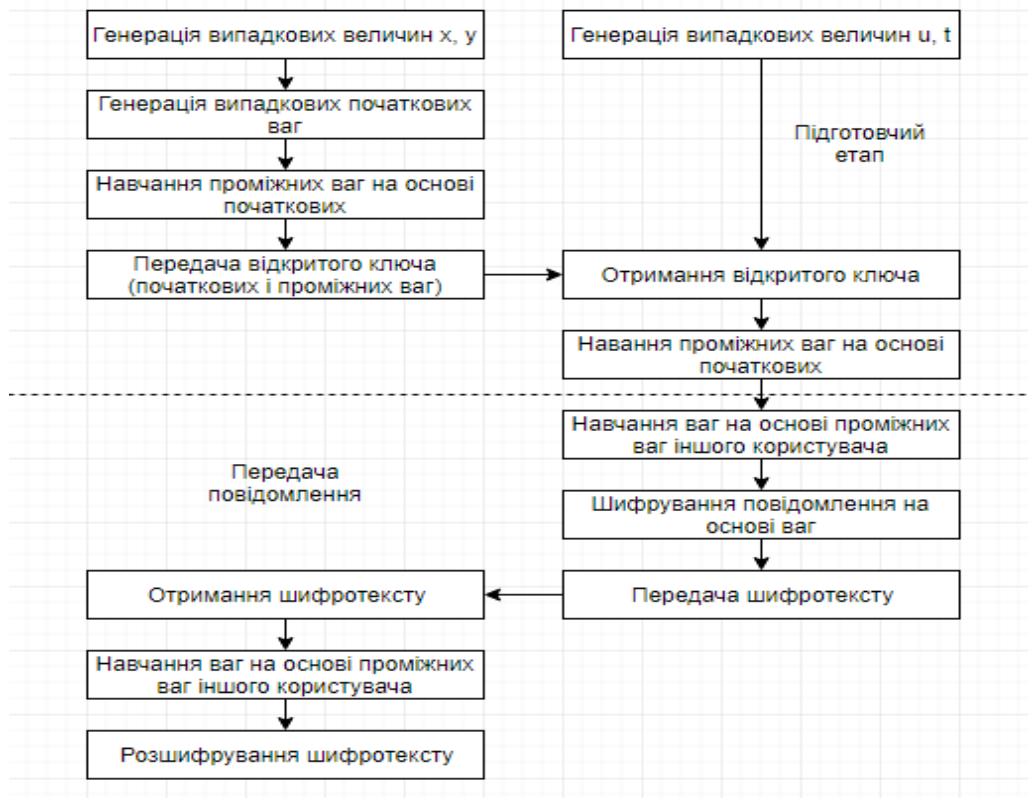 Генерація випадкових величин x, y
Генерація випадкових величин u, t
Генерація випадкових початкових
ваг
Підготовчий
етап
Навчання проміжних ваг на основі
початкових
Передача відкритого ключа
(початкових і проміжних ваг)
Отримання відкритого ключа
Навання проміжних ваг на основі
початкових
Навчання ваг на основі проміжних
ваг іншого користувача
Передача
повідомлення
Шифрування повідомлення на
основі ваг
Отримання шифротексту
Передача шифротексту
Навчання ваг на основі проміжних
ваг іншого користувача
Розшифрування шифротексту